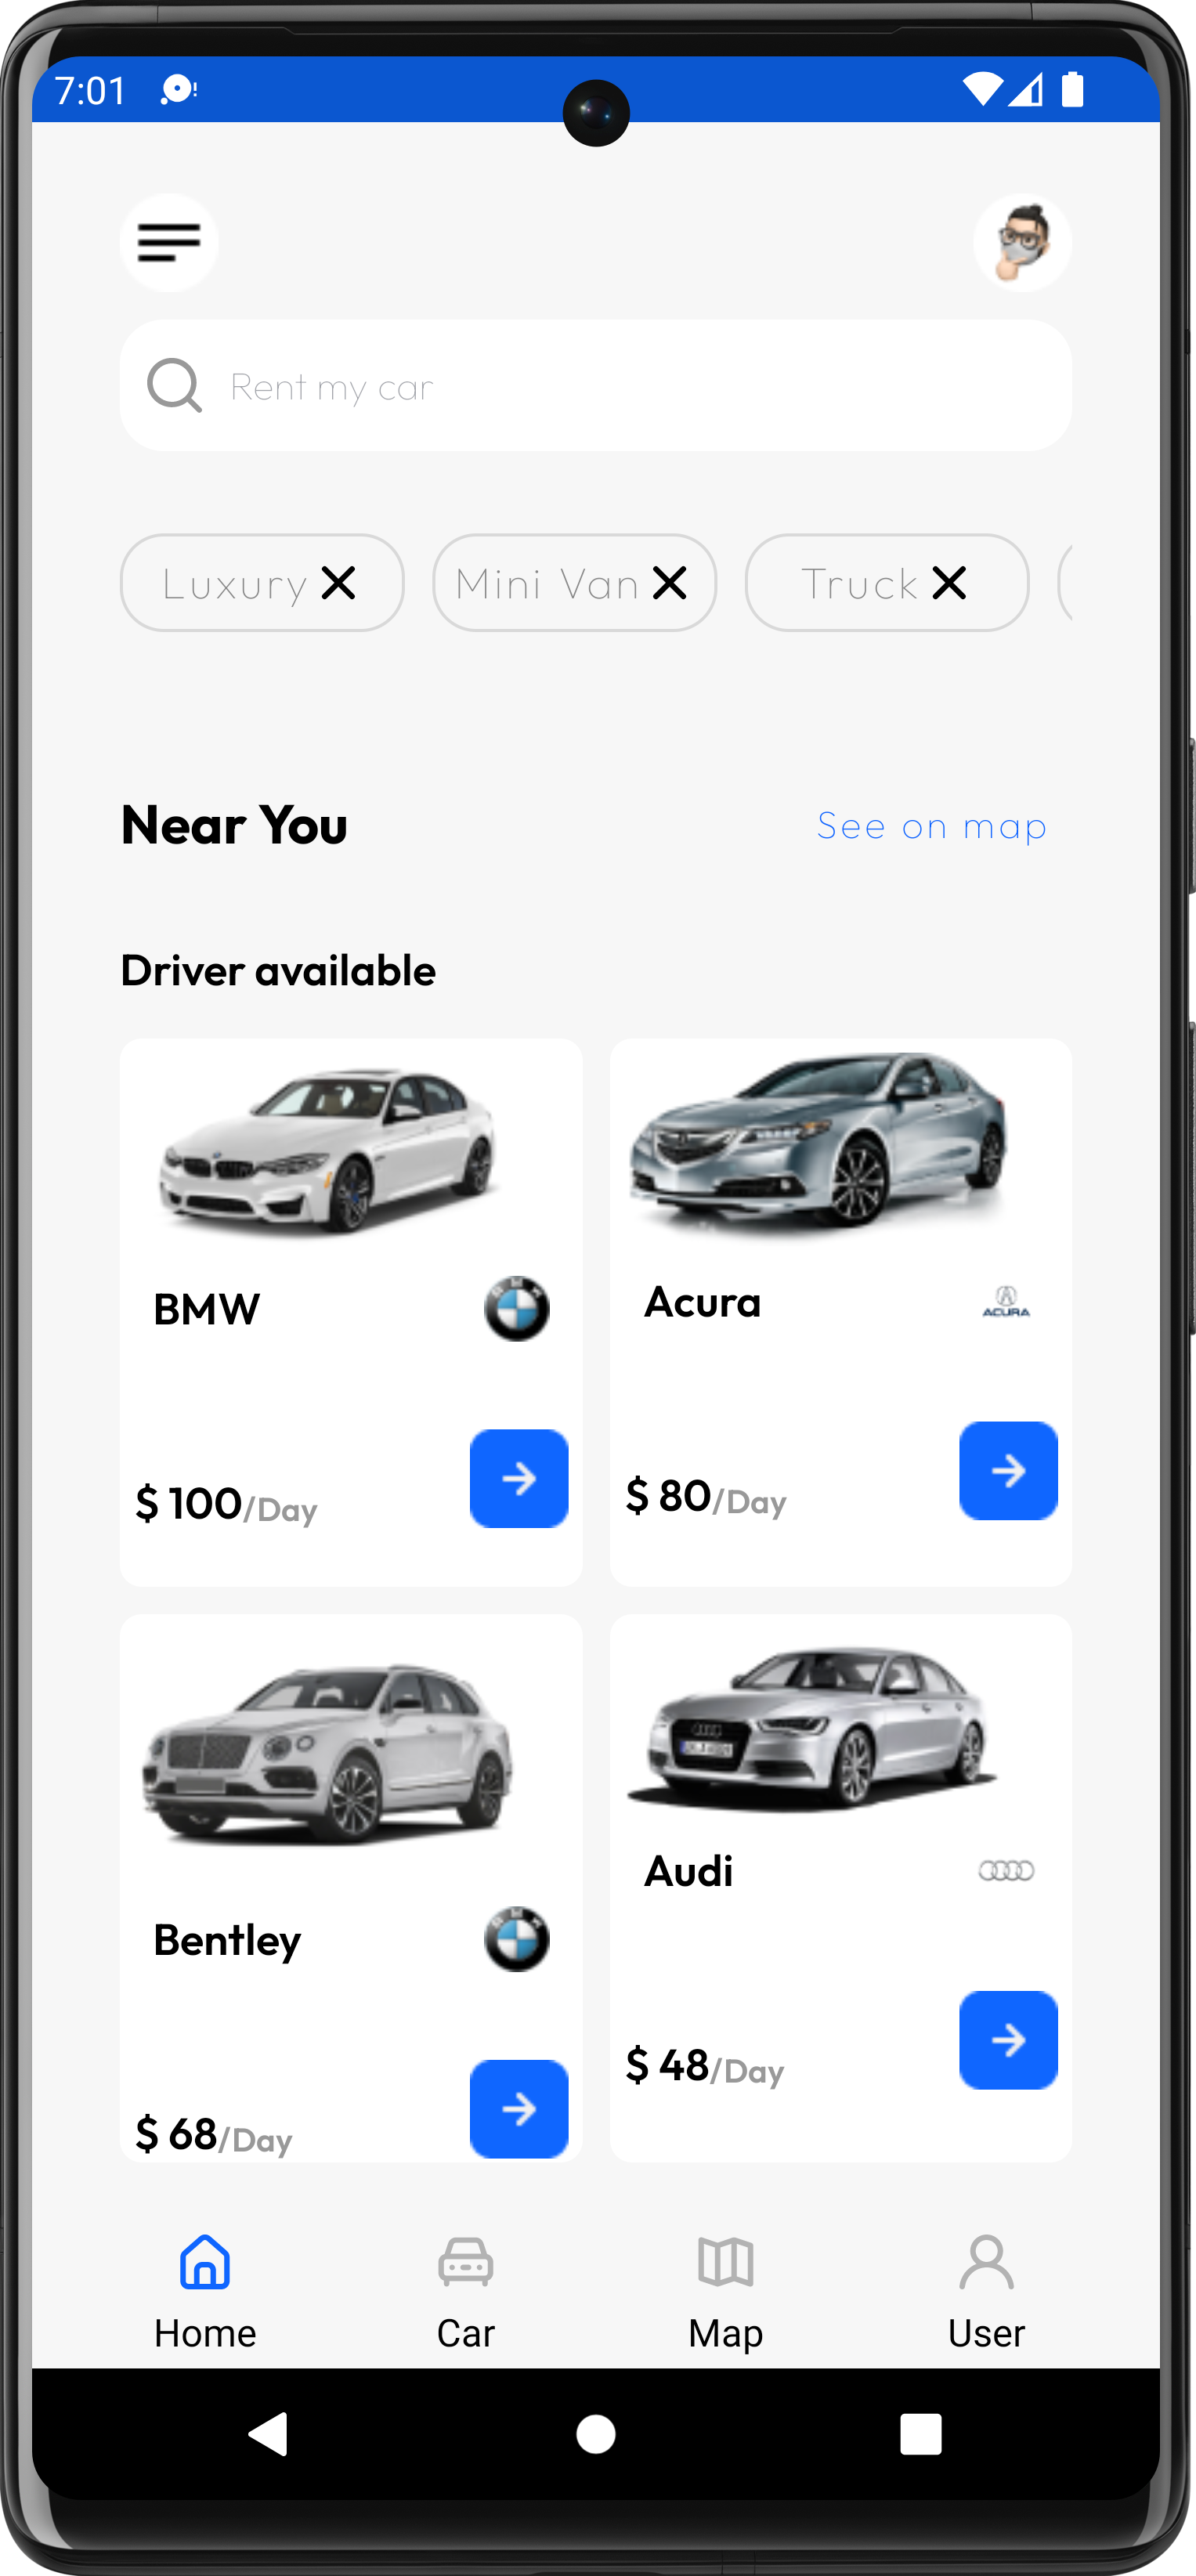 7:01
Rent my car
Luxury
Mini Van
Truck
Near You
See on map
Driver available
BMW
Acura
ACURA
$ 100/Day
$ 80/Day
Bentley
Audi
$ 68/Day
$ 48/Day
Home
Car
Map
User